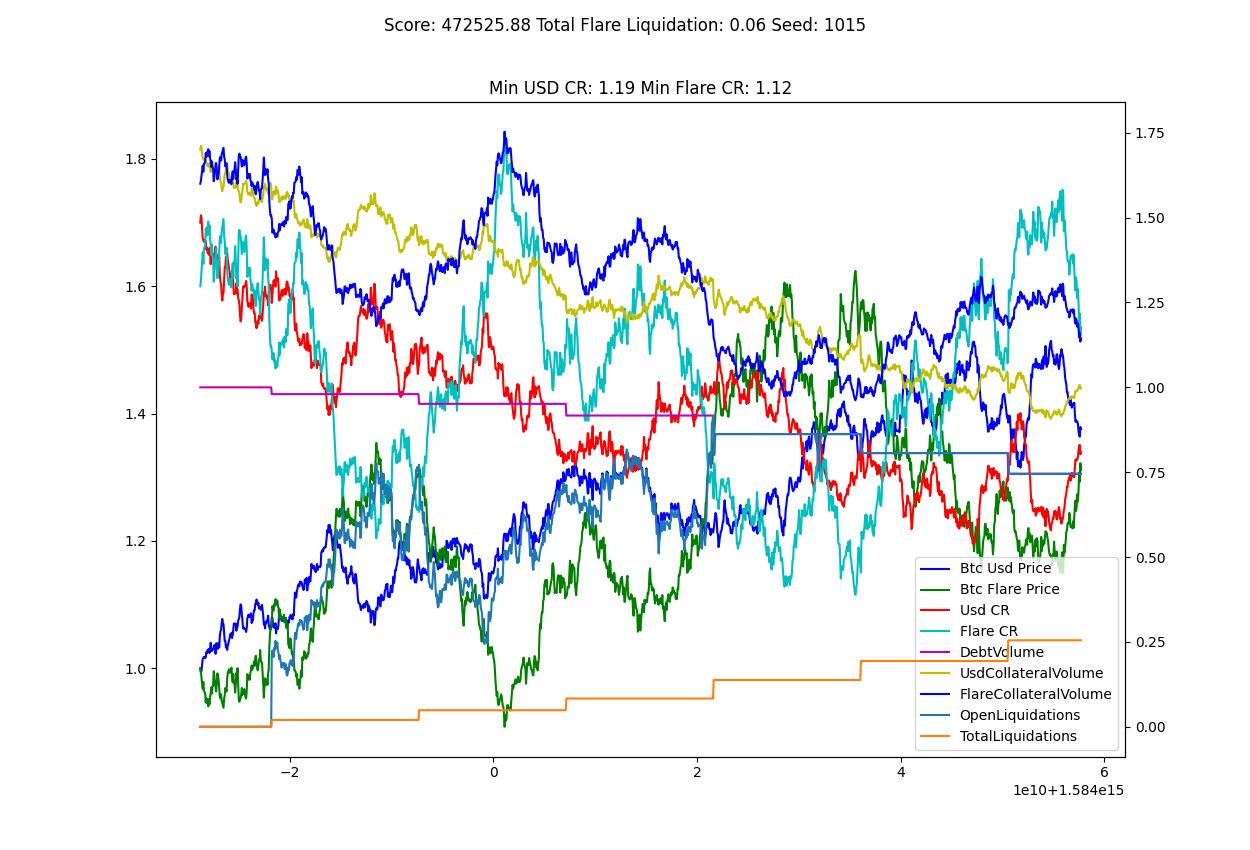 Score: 472525.88 Total Flare Liquidation: 0.06 Seed: 1015
Min USD CR: 1.19 Min Flare CR: 1.12
1.8
1.6
1.4
1.2
1.0
1.75
1.50
1.25
1.00
0.75
0.50
0.25
0.00
Btc Usd Price
Btc Flare Price
Usd CR
Flare CR
DebtVolume
UsdCollateralVolume
FlareCollateralVolume
OpenLiquidations
TotalLiquidations
−2 0 2 4 6
1e10+1.584e15